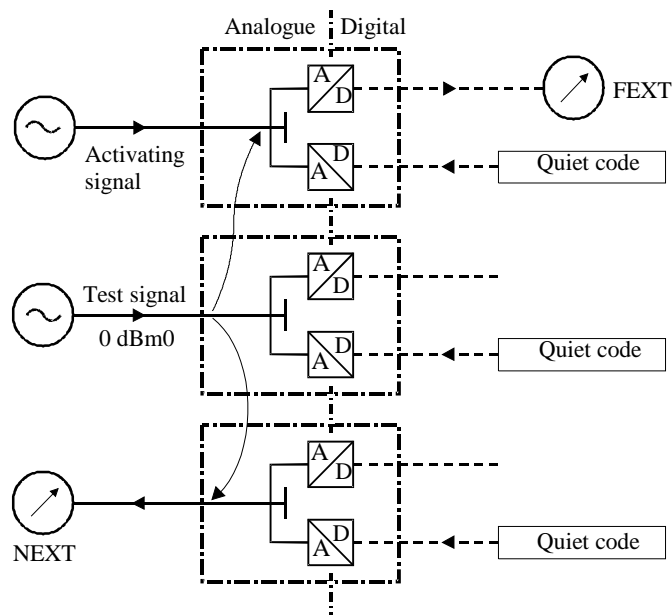 Analogue Digital
A
D
FEXT
Activating
signal
D
A
Quiet code
A
D
Test signal
0 dBm0
D
A
Quiet code
A
D
NEXT
D
A
Quiet code